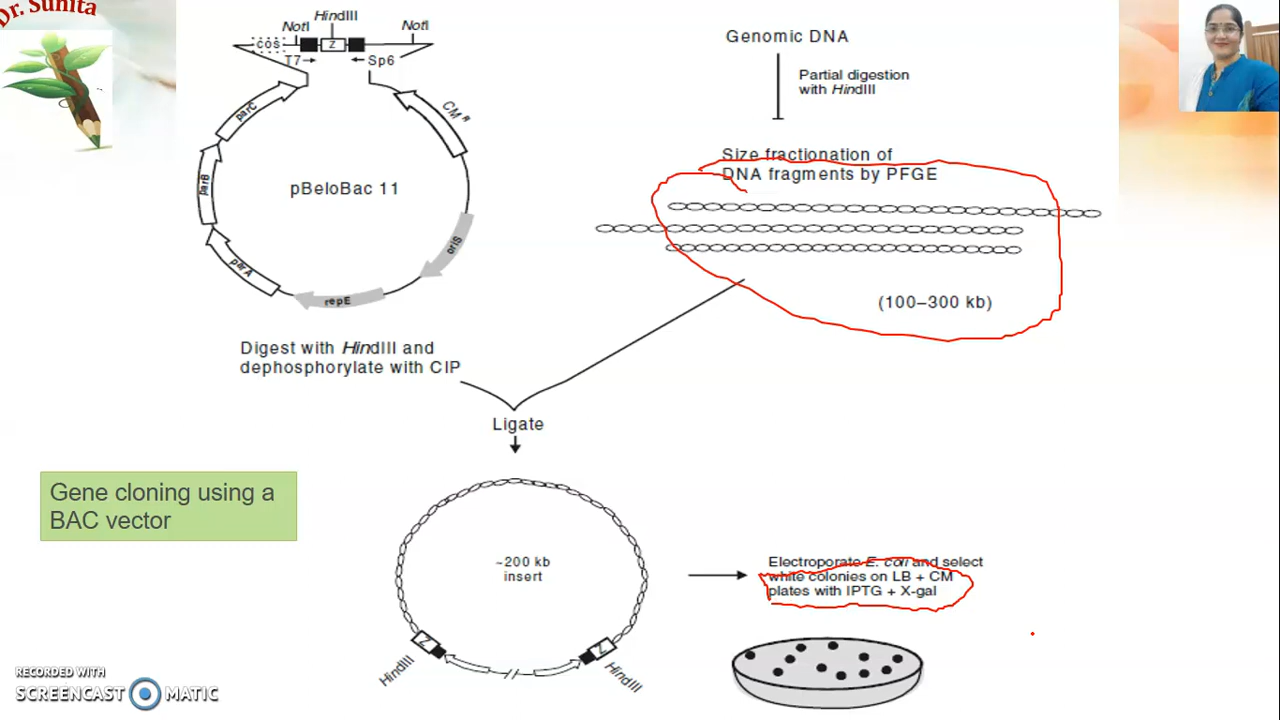 Dr. Sunita
HindIII
NotI
NotI
cos
Z
T7
Sp6
parC
CM R
parB
pBeloBac 11
parA
oriS
repE
Digest with HindIII and
dephosphorylate with CIP
Genomic DNA
Partial digestion
with HindIII
Size fractionation of
DNA fragments by PFGE
(100–300 kb)
Ligate
Gene cloning using a
BAC vector
~200 kb
insert
Z
Z
HindIII
HindIII
Electroporate E. coli and select
white colonies on LB + CM
plates with IPTG + X-gal
RECORDED WITH
SCREENCAST MATIC